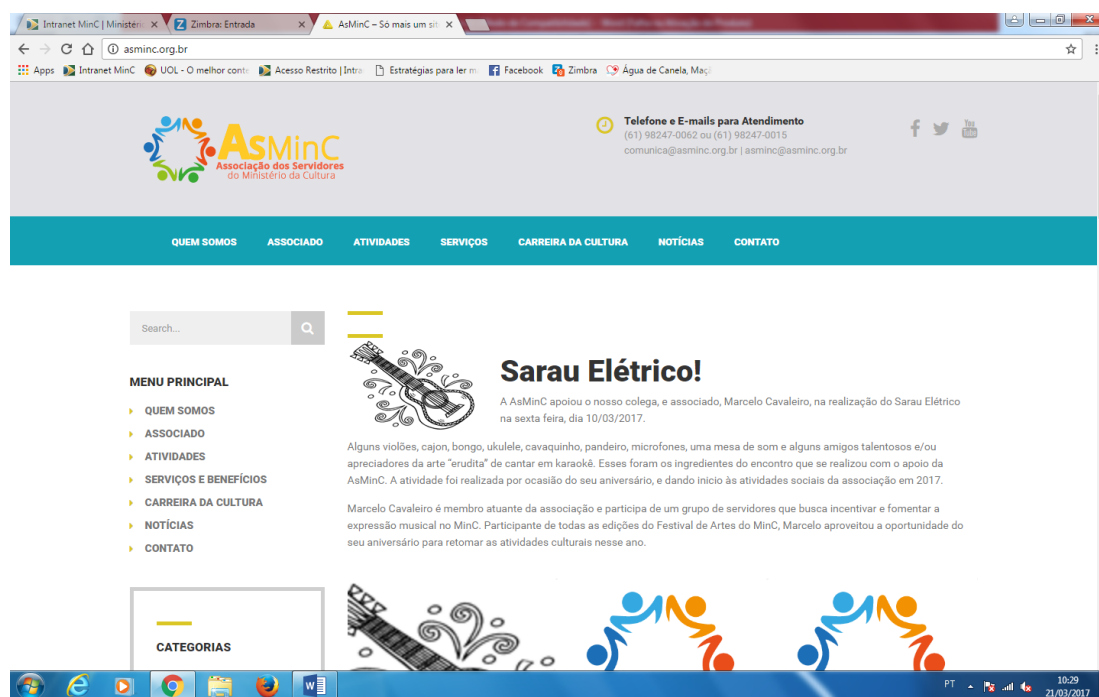 Intranet MinC | Ministéri
Zimbra: Entrada
AsMinC – Só mais um sit
asminc.org.br
Apps
Intranet MinC
UOL - O melhor conte
Acesso Restrito | Intra
Estratégias para ler m
Facebook
Zimbra
Água de Canela, Maç
AsMinC
Associação dos Servidores
do Ministério da Cultura
Telefone e E-mails para Atendimento
(61) 98247-0062 ou (61) 98247-0015
comunica@asminc.org.br | asminc@asminc.org.br
You
Tube
QUEM SOMOS ASSOCIADO ATIVIDADES SERVIÇOS CARREIRA DA CULTURA NOTÍCIAS CONTATO
Search...
MENU PRINCIPAL
QUEM SOMOS
ASSOCIADO
ATIVIDADES
SERVIÇOS E BENEFÍCIOS
CARREIRA DA CULTURA
NOTÍCIAS
CONTATO
CATEGORIAS
Sarau Elétrico!
A AsMinC apoiou o nosso colega, e associado, Marcelo Cavaleiro, na realização do Sarau Elétrico
na sexta feira, dia 10/03/2017.
Alguns violões, cajon, bongo, ukulele, cavaquinho, pandeiro, microfones, uma mesa de som e alguns amigos talentosos e/ou
apreciadores da arte “erudita” de cantar em karaokê. Esses foram os ingredientes do encontro que se realizou com o apoio da
AsMinC. A atividade foi realizada por ocasião do seu aniversário, e dando inicio às atividades sociais da associação em 2017.
Marcelo Cavaleiro é membro atuante da associação e participa de um grupo de servidores que busca incentivar e fomentar a
expressão musical no MinC. Participante de todas as edições do Festival de Artes do MinC, Marcelo aproveitou a oportunidade do
seu aniversário para retomar as atividades culturais nesse ano.
PT
10:29
21/03/2017